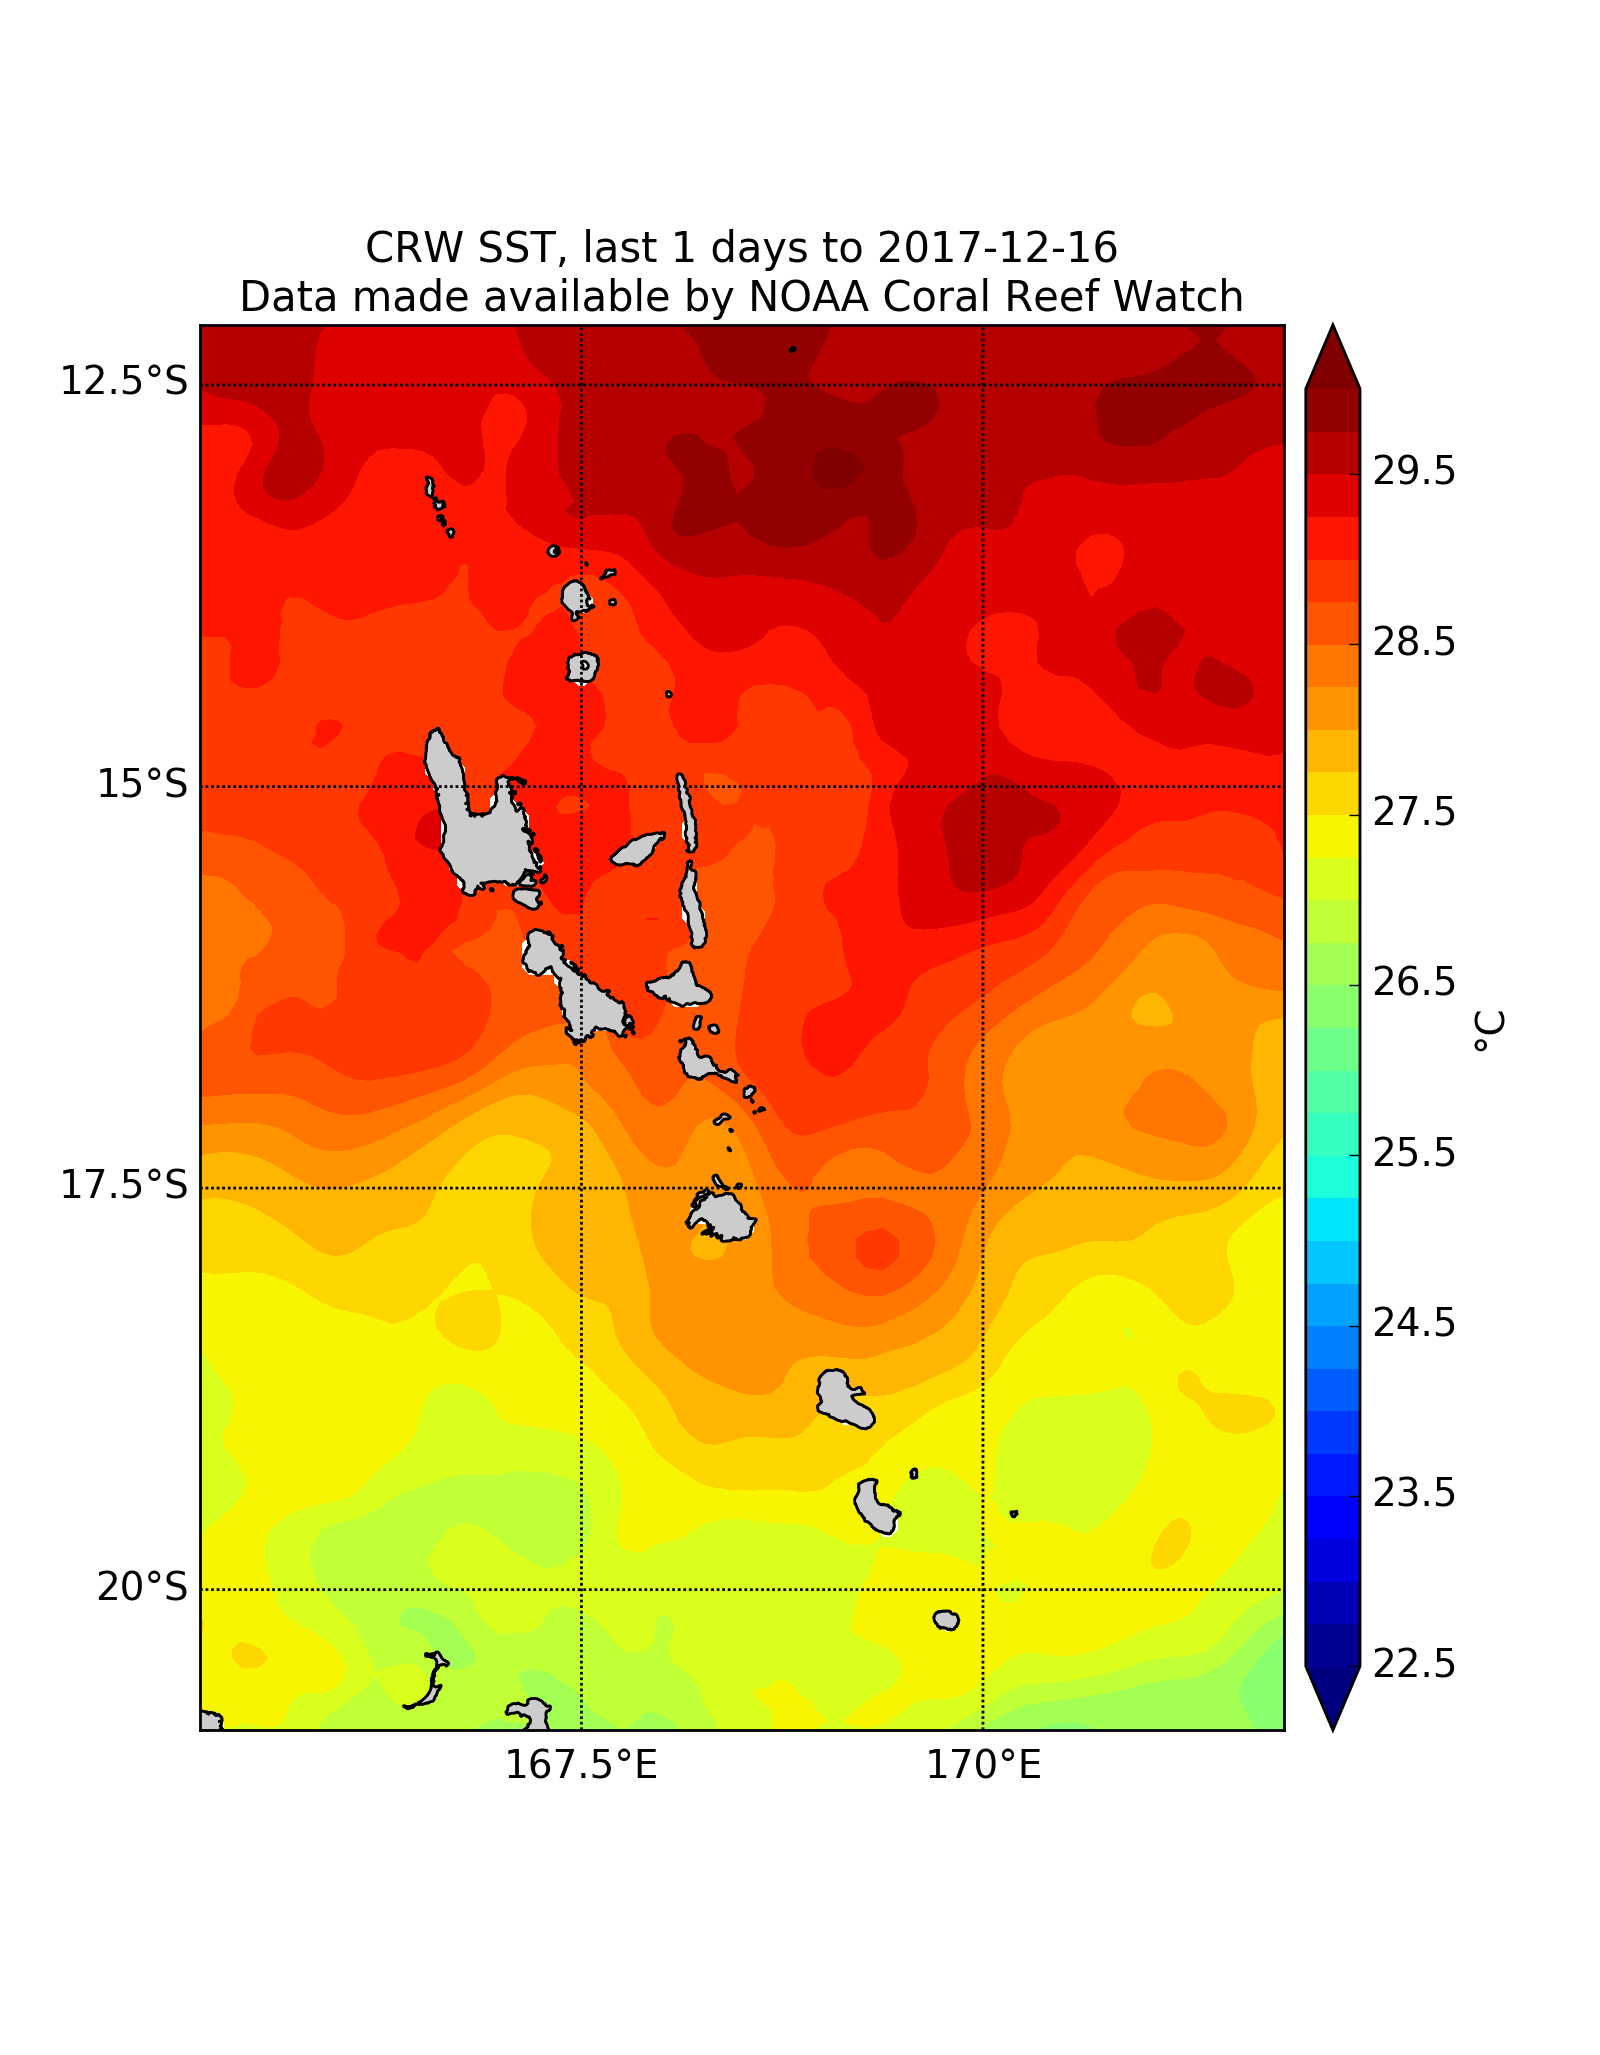 CRW SST, last 1 days to 2017-12-16
Data made available by NOAA Coral Reef Watch
12.5°S
15°S
17.5°S
20°S
167.5°E
170°E
29.5
28.5
27.5
26.5
25.5
24.5
23.5
22.5
°C